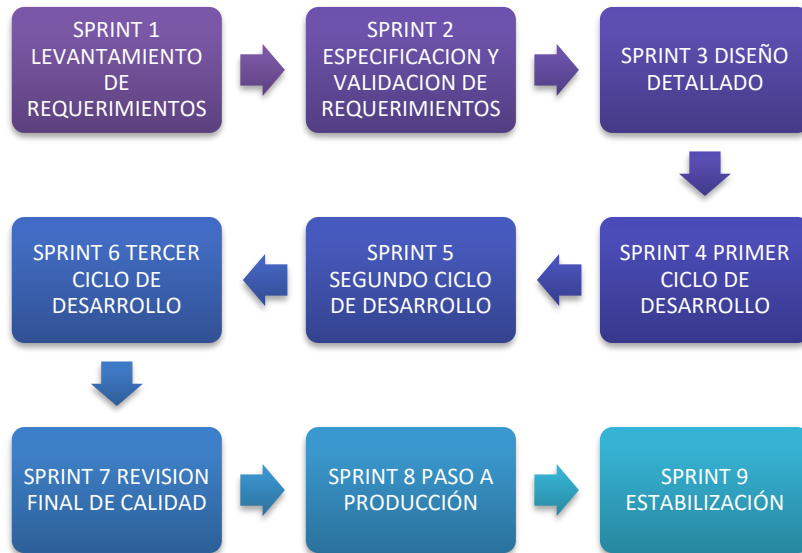 SPRINT 1
LEVANTAMIENTO
DE
REQUERIMIENTOS
SPRINT 2
ESPECIFICACION Y
VALIDACION DE
REQUERIMIENTOS
SPRINT 3 DISEÑO
DETALLADO
SPRINT 4 PRIMER
CICLO DE
DESARROLLO
SPRINT 5
SEGUNDO CICLO
DE DESARROLLO
SPRINT 6 TERCER
CICLO DE
DESARROLLO
SPRINT 7 REVISION
FINAL DE CALIDAD
SPRINT 8 PASO A
PRODUCCIÓN
SPRINT 9
ESTABILIZACIÓN